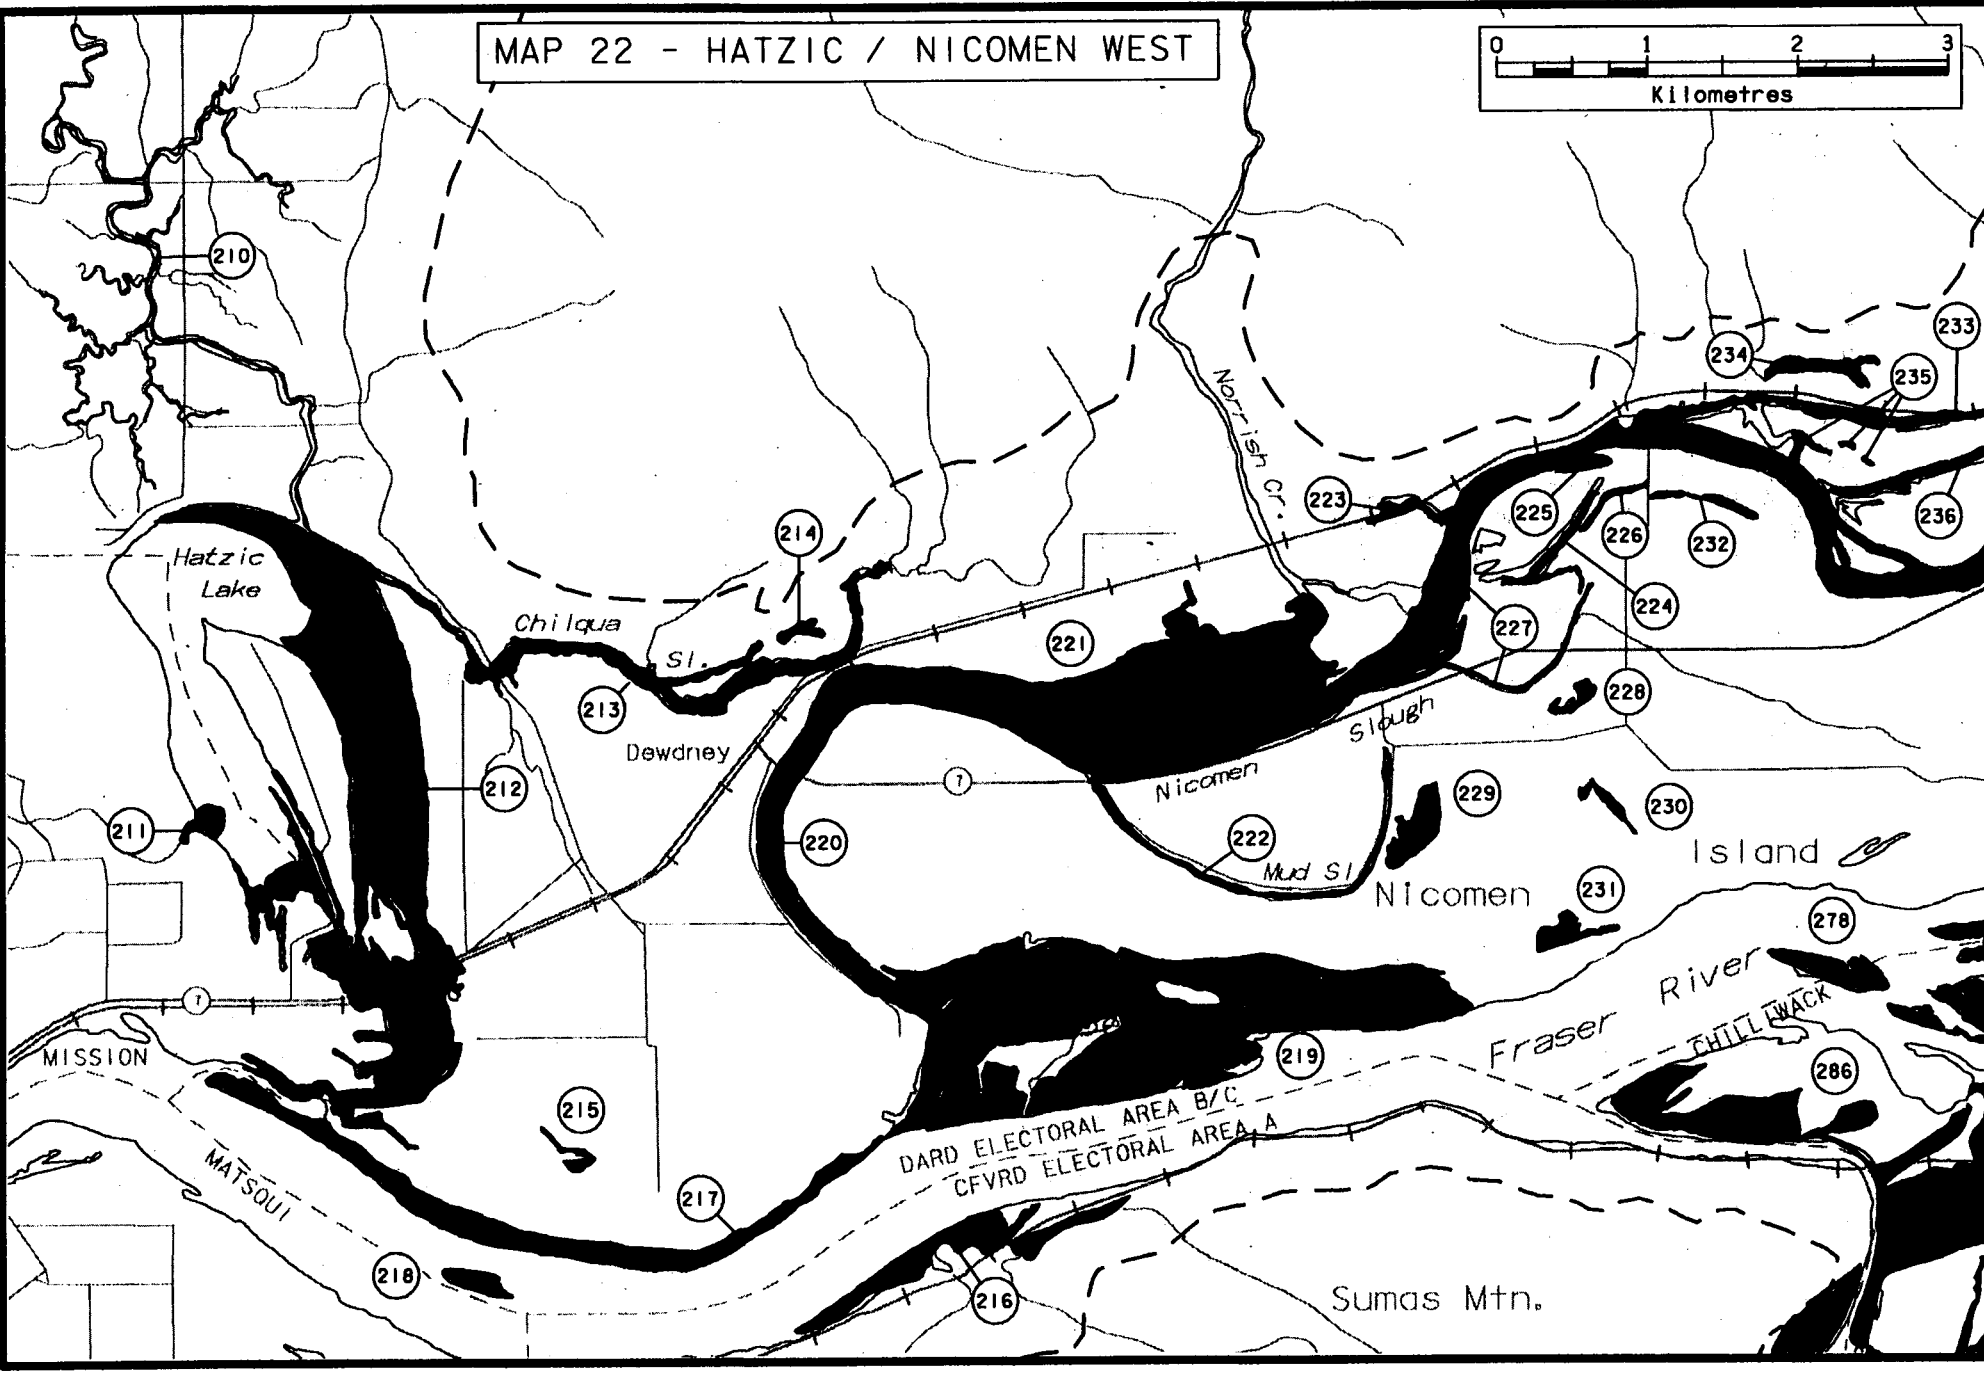 MAP 22 - HATZIC / NICOMEN WEST
0 1 2 3
Kilometres
210
233
234
235
Norrish Cr.
223
225
226
232
236
214
Hatzic
Lake
Chilqua
Sl.
221
224
227
213
228
Dewdney
Slough
Nicomen
7
212
229
230
211
220
222
Mud Sl
Island
Nicomen
231
278
River
Fraser
CHILLIWACK
7
MISSION
219
286
215
DARD ELECTORAL AREA B/C
CFVRD ELECTORAL AREA A
MATSQUI
217
218
216
Sumas Mtn.